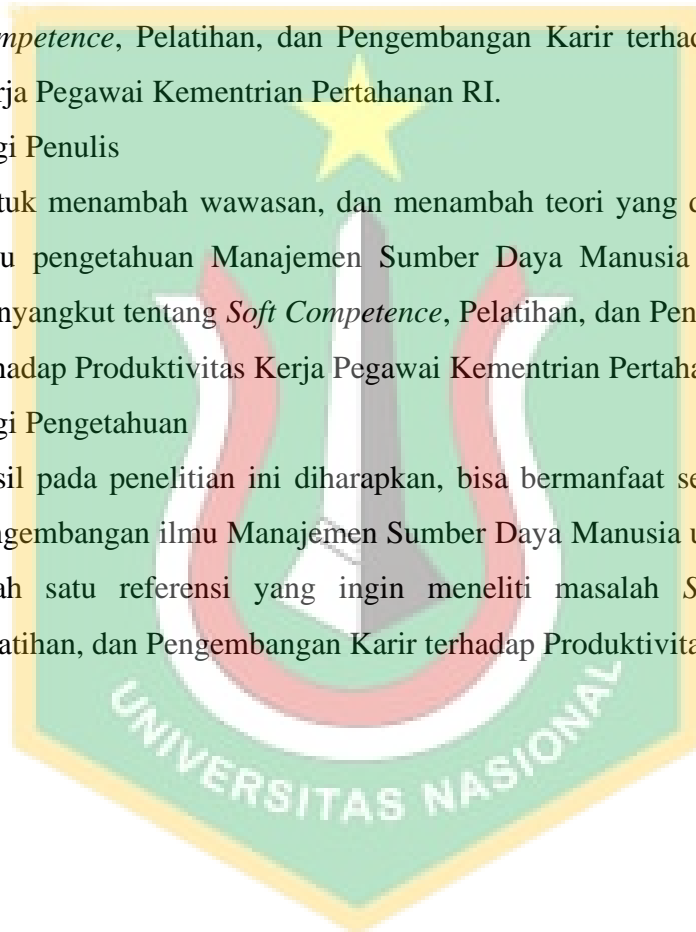 mpetence, Pelatihan, dan Pengembangan Karir terhad
rja Pegawai Kementrian Pertahanan RI.
gi Penulis
tuk menambah wawasan, dan menambah teori yang d
u pengetahuan Manajemen Sumber Daya Manusia
nyangkut tentang Soft Competence, Pelatihan, dan Pen
hadap Produktivitas Kerja Pegawai Kementrian Pertaha
gi Pengetahuan
sil pada penelitian ini diharapkan, bisa bermanfaat se
ngembangan ilmu Manajemen Sumber Daya Manusia u
ah satu referensi yang ingin meneliti masalah S
atihan, dan Pengembangan Karir terhadap Produktivita
UNIVERSITAS NASIONAL